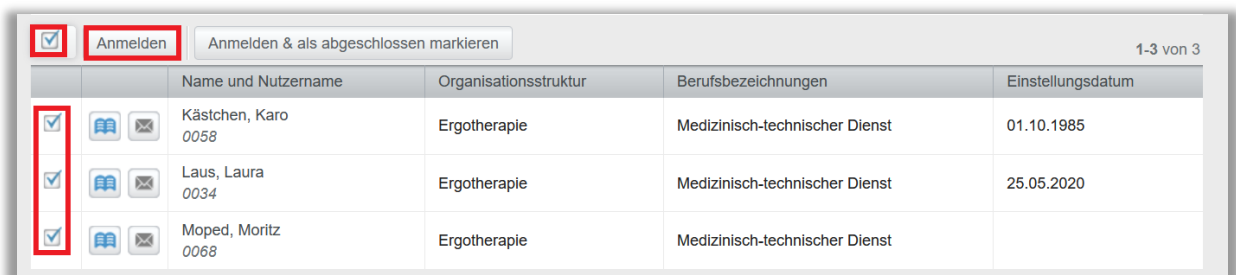 Anmelden Anmelden & als abgeschlossen markieren
1-3 von 3
Name und Nutzername Organisationsstruktur Berufsbezeichnungen Einstellungsdatum
Kästchen, Karo
0058
Ergotherapie Medizinisch-technischer Dienst 01.10.1985
Laus, Laura
0034
Ergotherapie Medizinisch-technischer Dienst 25.05.2020
Moped, Moritz
0068
Ergotherapie Medizinisch-technischer Dienst